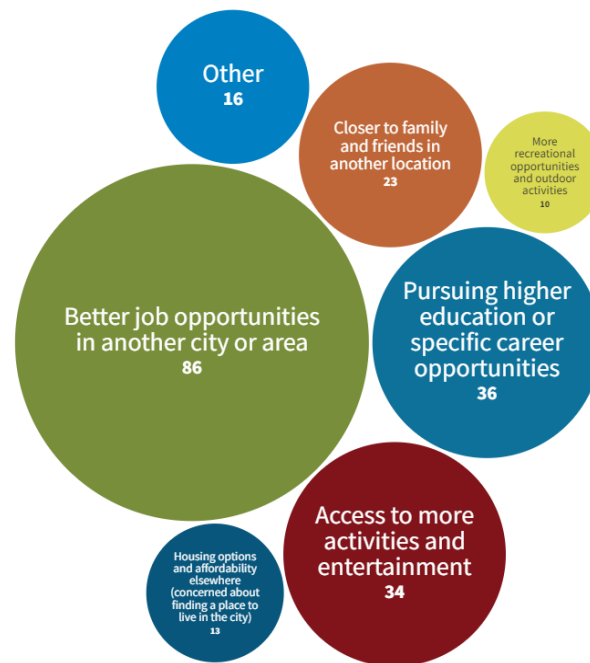 Other
16
Closer to family
and friends in
another location
23
More
recreational
opportunities
and outdoor
activities
10
Better job opportunities
in another city or area
86
Pursuing higher
education or
specific career
opportunities
36
Access to more
activities and
entertainment
34
Housing options
and affordability
elsewhere
(concerned about
finding a place to
live in the city)
13